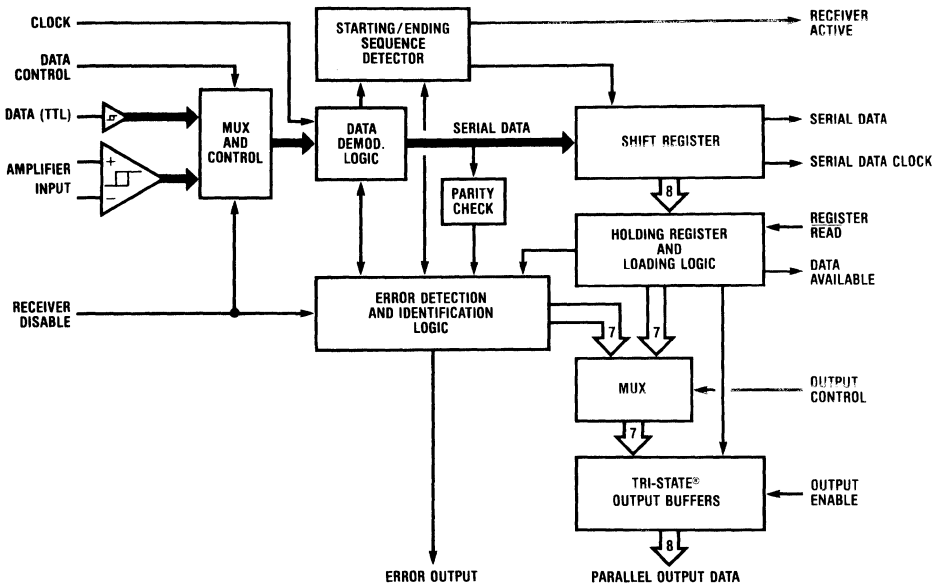 CLOCK
STARTING/ENDING
SEQUENCE
DETECTOR
RECEIVER
ACTIVE
DATA
CONTROL
DATA (TTL)
MUX
AND
CONTROL
DATA
DEMOD.
LOGIC
SERIAL DATA
SHIFT REGISTER
SERIAL DATA
SERIAL DATA CLOCK
AMPLIFIER
INPUT
+
−
PARITY
CHECK
8
HOLDING REGISTER
AND
LOADING LOGIC
REGISTER
READ
DATA
AVAILABLE
RECEIVER
DISABLE
ERROR DETECTION
AND IDENTIFICATION
LOGIC
7
7
MUX
OUTPUT
CONTROL
7
TRI-STATE®
OUTPUT BUFFERS
OUTPUT
ENABLE
8
ERROR OUTPUT
PARALLEL OUTPUT DATA